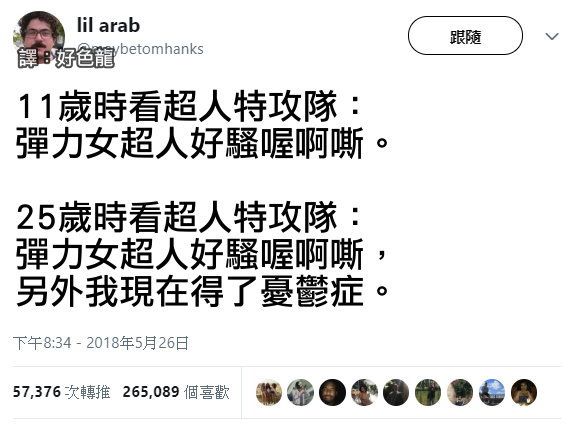 lil arab
@maybetomhanks
譯：好色龍
跟隨
11歲時看超人特攻隊：
彈力女超人好騷喔啊嘶。
25歲時看超人特攻隊：
彈力女超人好騷喔啊嘶，
另外我現在得了憂鬱症。
下午8:34 - 2018年5月26日
57,376 次轉推 265,089 個喜歡